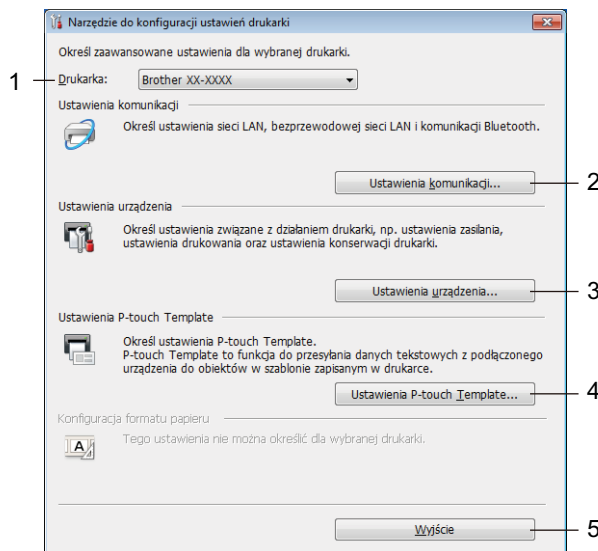 Narzędzie do konfiguracji ustawień drukarki
Określ zaawansowane ustawienia dla wybranej drukarki.
1
Drukarka: Brother XX-XXXX
Ustawienia komunikacji
Określ ustawienia sieci LAN, bezprzewodowej sieci LAN i komunikacji Bluetooth.
Ustawienia komunikacji... 2
Ustawienia urządzenia
Określ ustawienia związane z działaniem drukarki, np. ustawienia zasilania,
ustawienia drukowania oraz ustawienia konserwacji drukarki.
Ustawienia urządzenia... 3
Ustawienia P-touch Template
Określ ustawienia P-touch Template.
P-touch Template to funkcja do przesyłania danych tekstowych z podłączonego
urządzenia do obiektów w szablonie zapisanym w drukarce.
Ustawienia P-touch Template... 4
Konfiguracja formatu papieru
A
Tego ustawienia nie można określić dla wybranej drukarki.
Wyjście 5